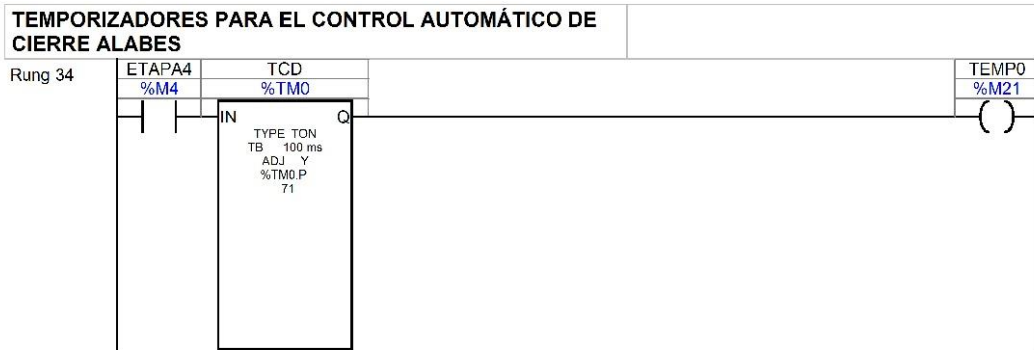 TEMPORIZADORES PARA EL CONTROL AUTOMÁTICO DE
CIERRE ALABES
Rung 34
ETAPA4 TCD TEMP0
%M4 %TM0 %M21
IN Q
TYPE TON
TB 100 ms
ADJ Y
%TM0.P
71